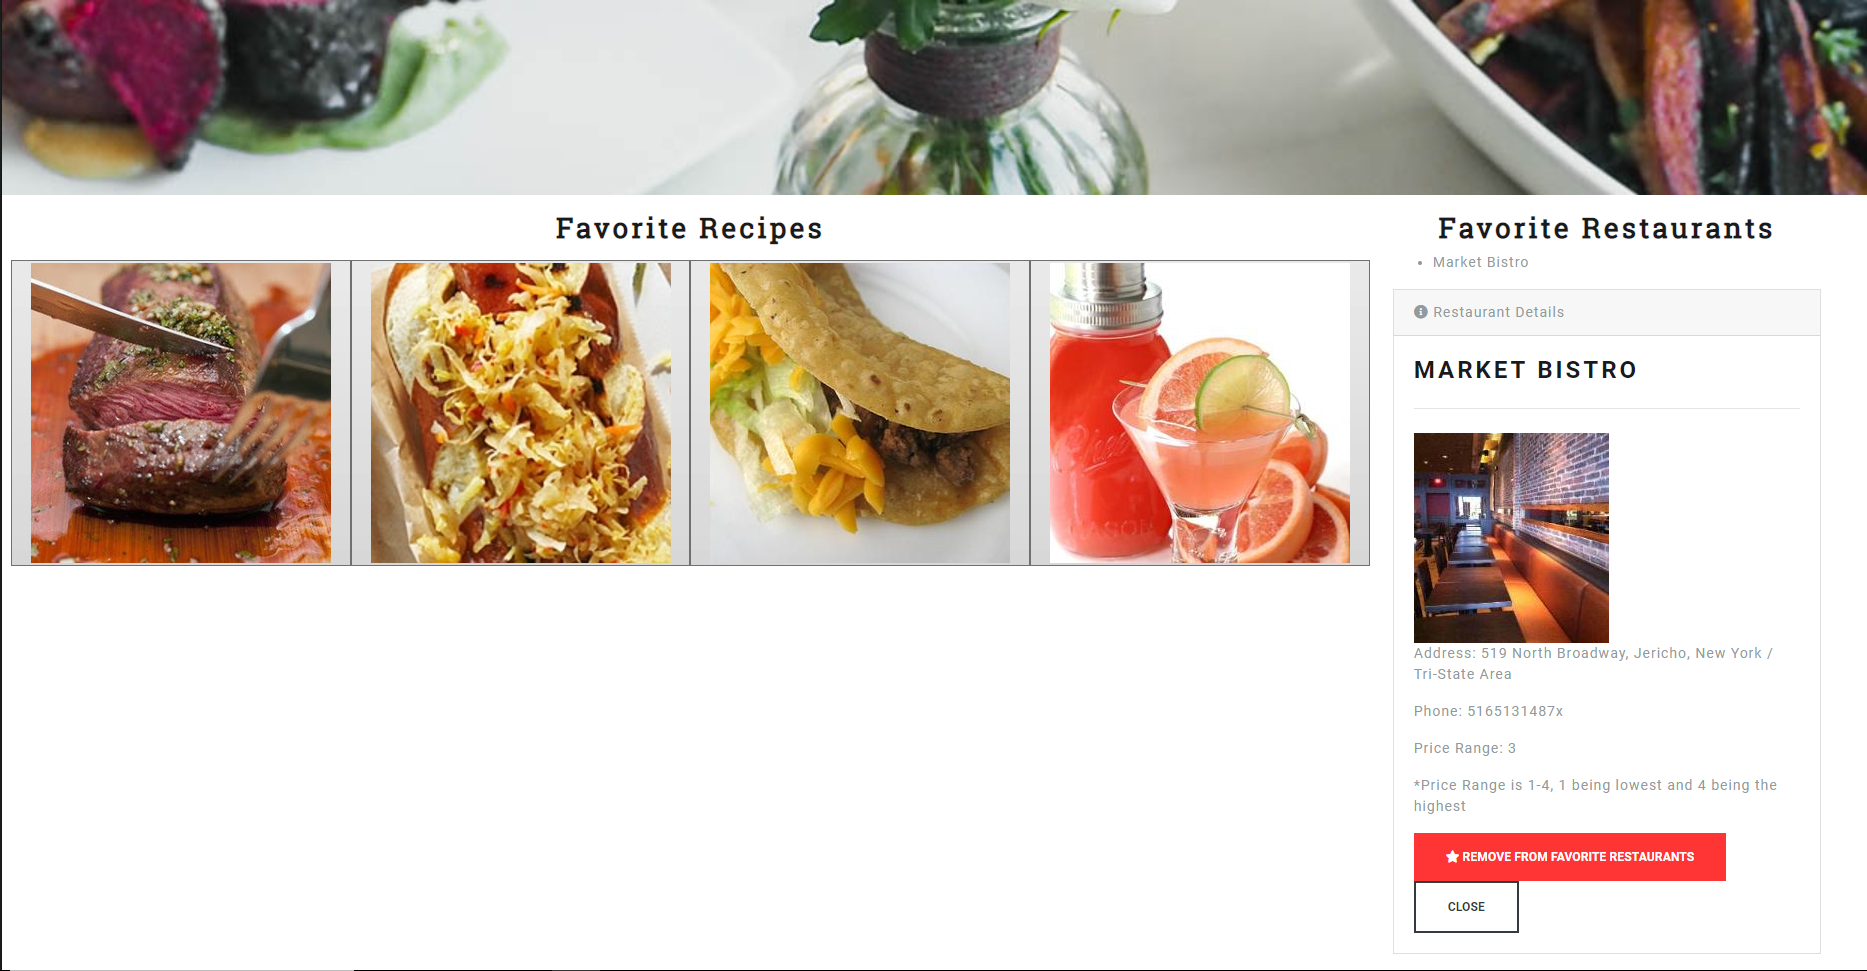 Favorite Recipes
Favorite Restaurants
Market Bistro
Restaurant Details
MARKET BISTRO
Address: 519 North Broadway, Jericho, New York /
Tri-State Area
Phone: 5165131487x
Price Range: 3
*Price Range is 1-4, 1 being lowest and 4 being the
highest
REMOVE FROM FAVORITE RESTAURANTS
CLOSE
MASON